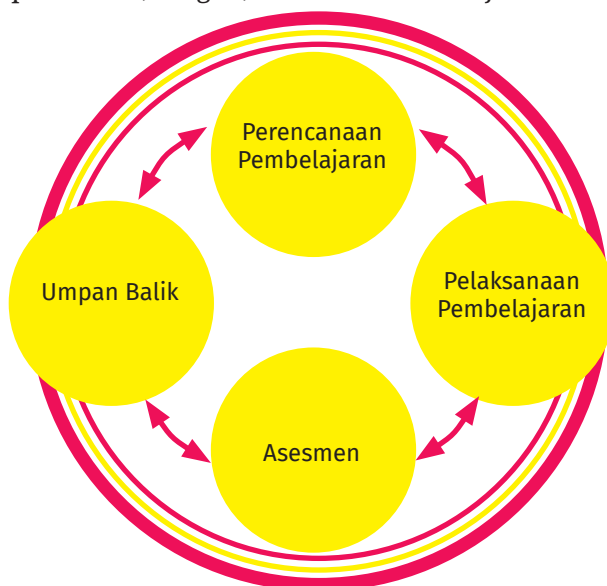 Perencanaan
Pembelajaran
Umpan Balik
Pelaksanaan
Pembelajaran
Asesmen